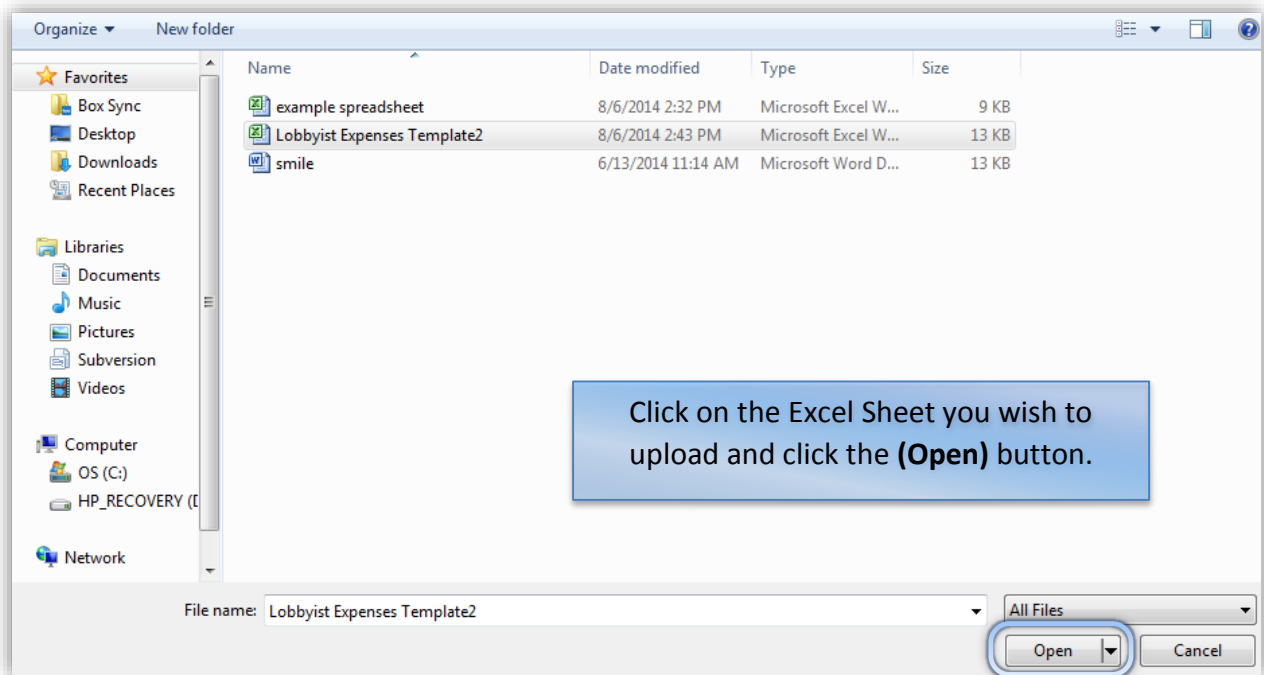 Organize New folder
Name Date modified Type Size
Favorites
Box Sync
Desktop
Downloads
Recent Places
Libraries
Documents
Music
Pictures
Subversion
Videos
Computer
OS (C:)
HP_RECOVERY (D
Network
example spreadsheet 8/6/2014 2:32 PM Microsoft Excel W... 9 KB
Lobbyist Expenses Template2 8/6/2014 2:43 PM Microsoft Excel W... 13 KB
smile 6/13/2014 11:14 AM Microsoft Word D... 13 KB
Click on the Excel Sheet you wish to
upload and click the (Open) button.
File name: Lobbyist Expenses Template2 All Files
Open Cancel